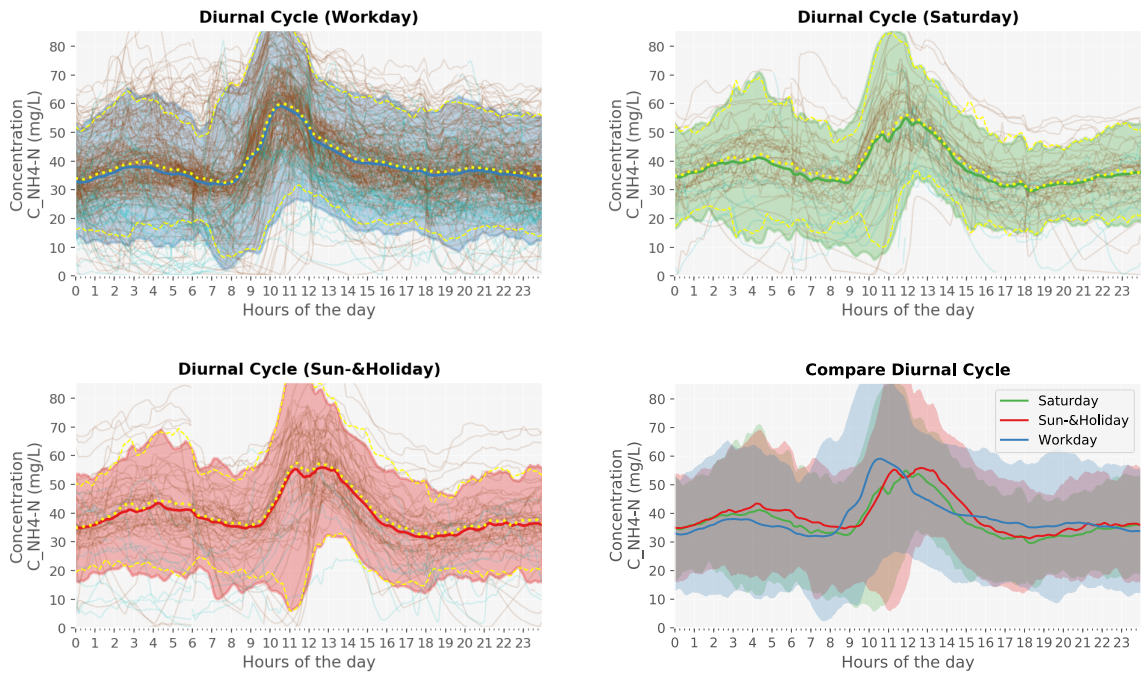 Diurnal Cycle (Workday)
Concentration
C_NH4-N (mg/L)
80
70
60
50
40
30
20
10
0
0 1 2 3 4 5 6 7 8 9 10 11 12 13 14 15 16 17 18 19 20 21 22 23
Hours of the day
Diurnal Cycle (Saturday)
Concentration
C_NH4-N (mg/L)
80
70
60
50
40
30
20
10
0
0 1 2 3 4 5 6 7 8 9 10 11 12 13 14 15 16 17 18 19 20 21 22 23
Hours of the day
Diurnal Cycle (Sun-&Holiday)
Concentration
C_NH4-N (mg/L)
80
70
60
50
40
30
20
10
0
0 1 2 3 4 5 6 7 8 9 10 11 12 13 14 15 16 17 18 19 20 21 22 23
Hours of the day
Compare Diurnal Cycle
Saturday
Sun-&Holiday
Workday
Concentration
C_NH4-N (mg/L)
80
70
60
50
40
30
20
10
0
0 1 2 3 4 5 6 7 8 9 10 11 12 13 14 15 16 17 18 19 20 21 22 23
Hours of the day